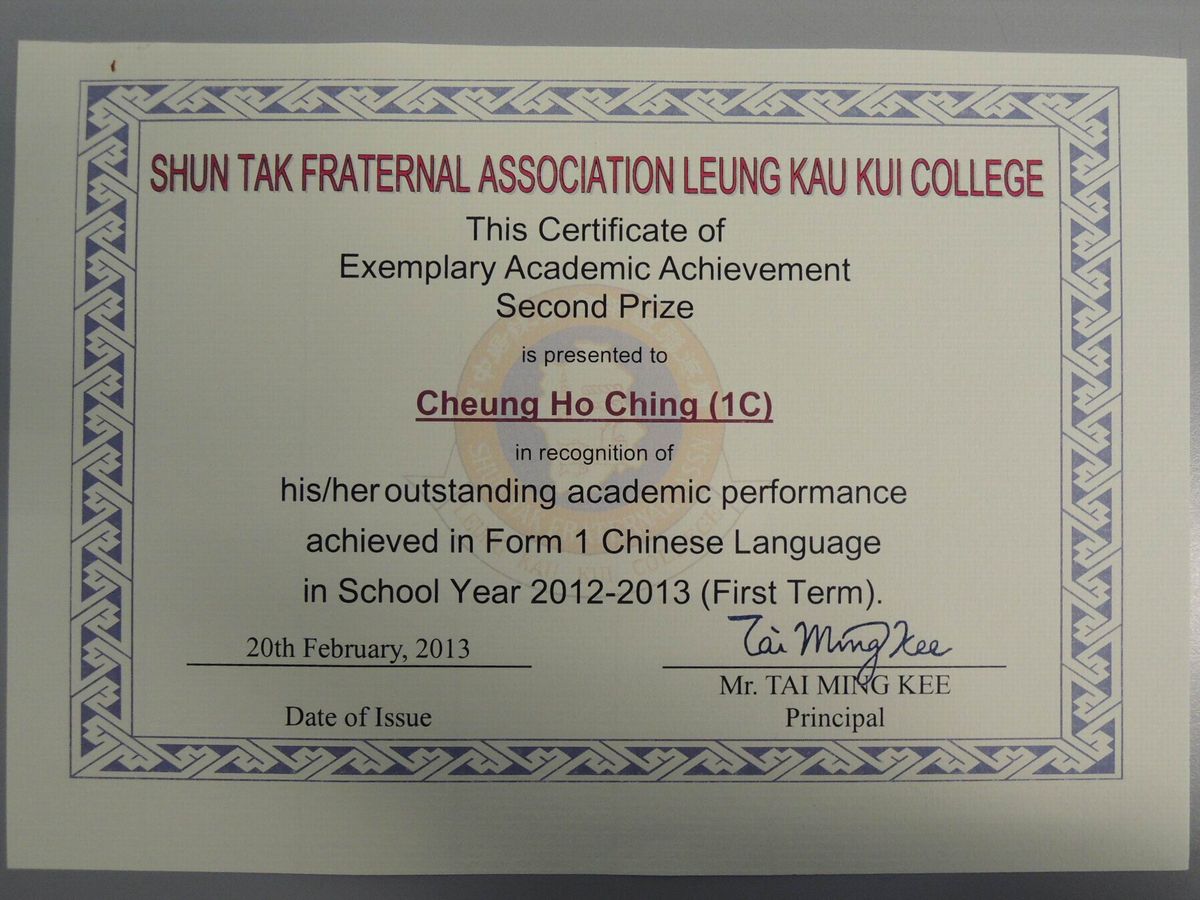 SHUN TAK FRATERNAL ASSOCIATION LEUNG KAU KUI COLLEGE
This Certificate of
Exemplary Academic Achievement
Second Prize
is presented to
Cheung Ho Ching (1C)
in recognition of
his/her outstanding academic performance
achieved in Form 1 Chinese Language
in School Year 2012-2013 (First Term).
20th February, 2013
Tai Ming Kee
Mr. TAI MING KEE
Date of Issue
Principal